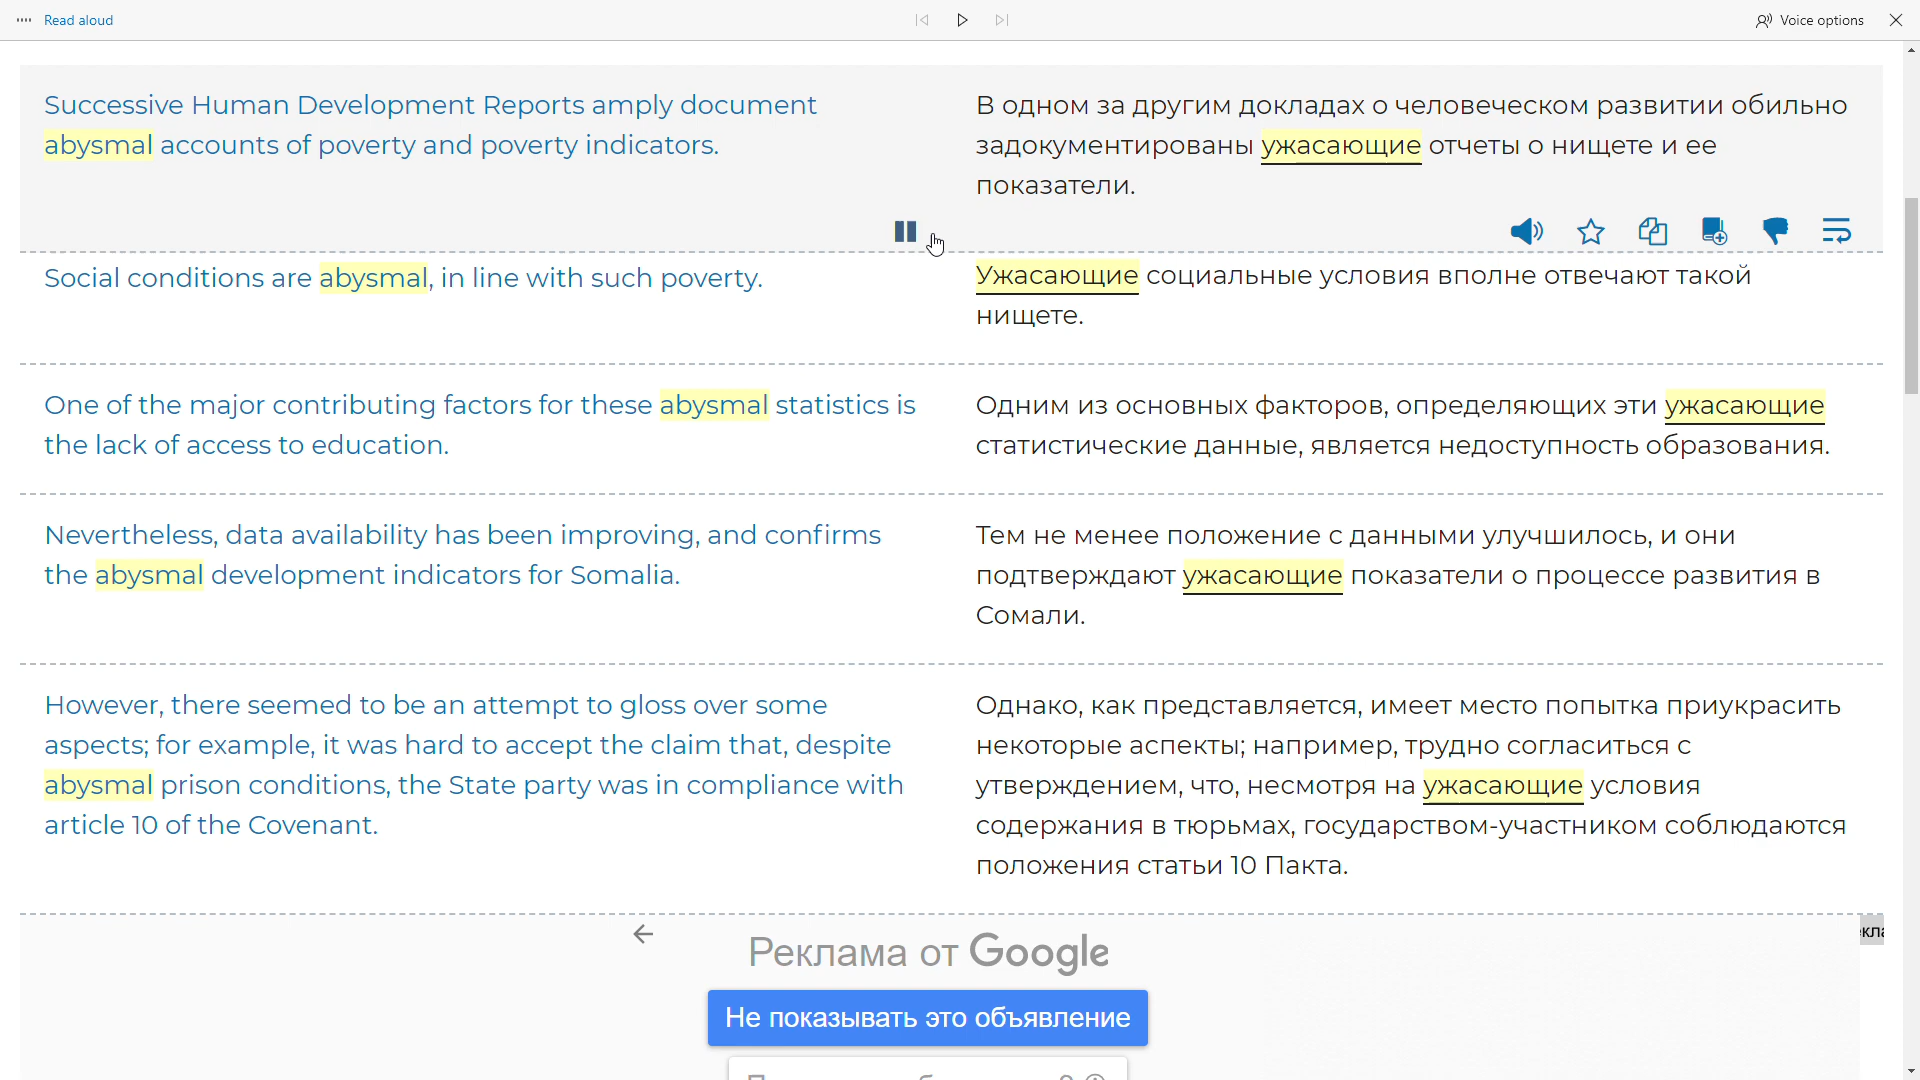 Read aloud
Voice options
Successive Human Development Reports amply document
abysmal accounts of poverty and poverty indicators.
В одном за другим докладах о человеческом развитии обильно
задокументированы ужасающие отчеты о нищете и ее
показатели.
Social conditions are abysmal, in line with such poverty.
Ужасающие социальные условия вполне отвечают такой
нищете.
One of the major contributing factors for these abysmal statistics is
the lack of access to education.
Одним из основных факторов, определяющих эти ужасающие
статистические данные, является недоступность образования.
Nevertheless, data availability has been improving, and confirms
the abysmal development indicators for Somalia.
Тем не менее положение с данными улучшилось, и они
подтверждают ужасающие показатели о процессе развития в
Сомали.
However, there seemed to be an attempt to gloss over some
aspects; for example, it was hard to accept the claim that, despite
abysmal prison conditions, the State party was in compliance with
article 10 of the Covenant.
Однако, как представляется, имеет место попытка приукрасить
некоторые аспекты; например, трудно согласиться с
утверждением, что, несмотря на ужасающие условия
содержания в тюрьмах, государством-участником соблюдаются
положения статьи 10 Пакта.
Реклама от Google
Не показывать это объявление